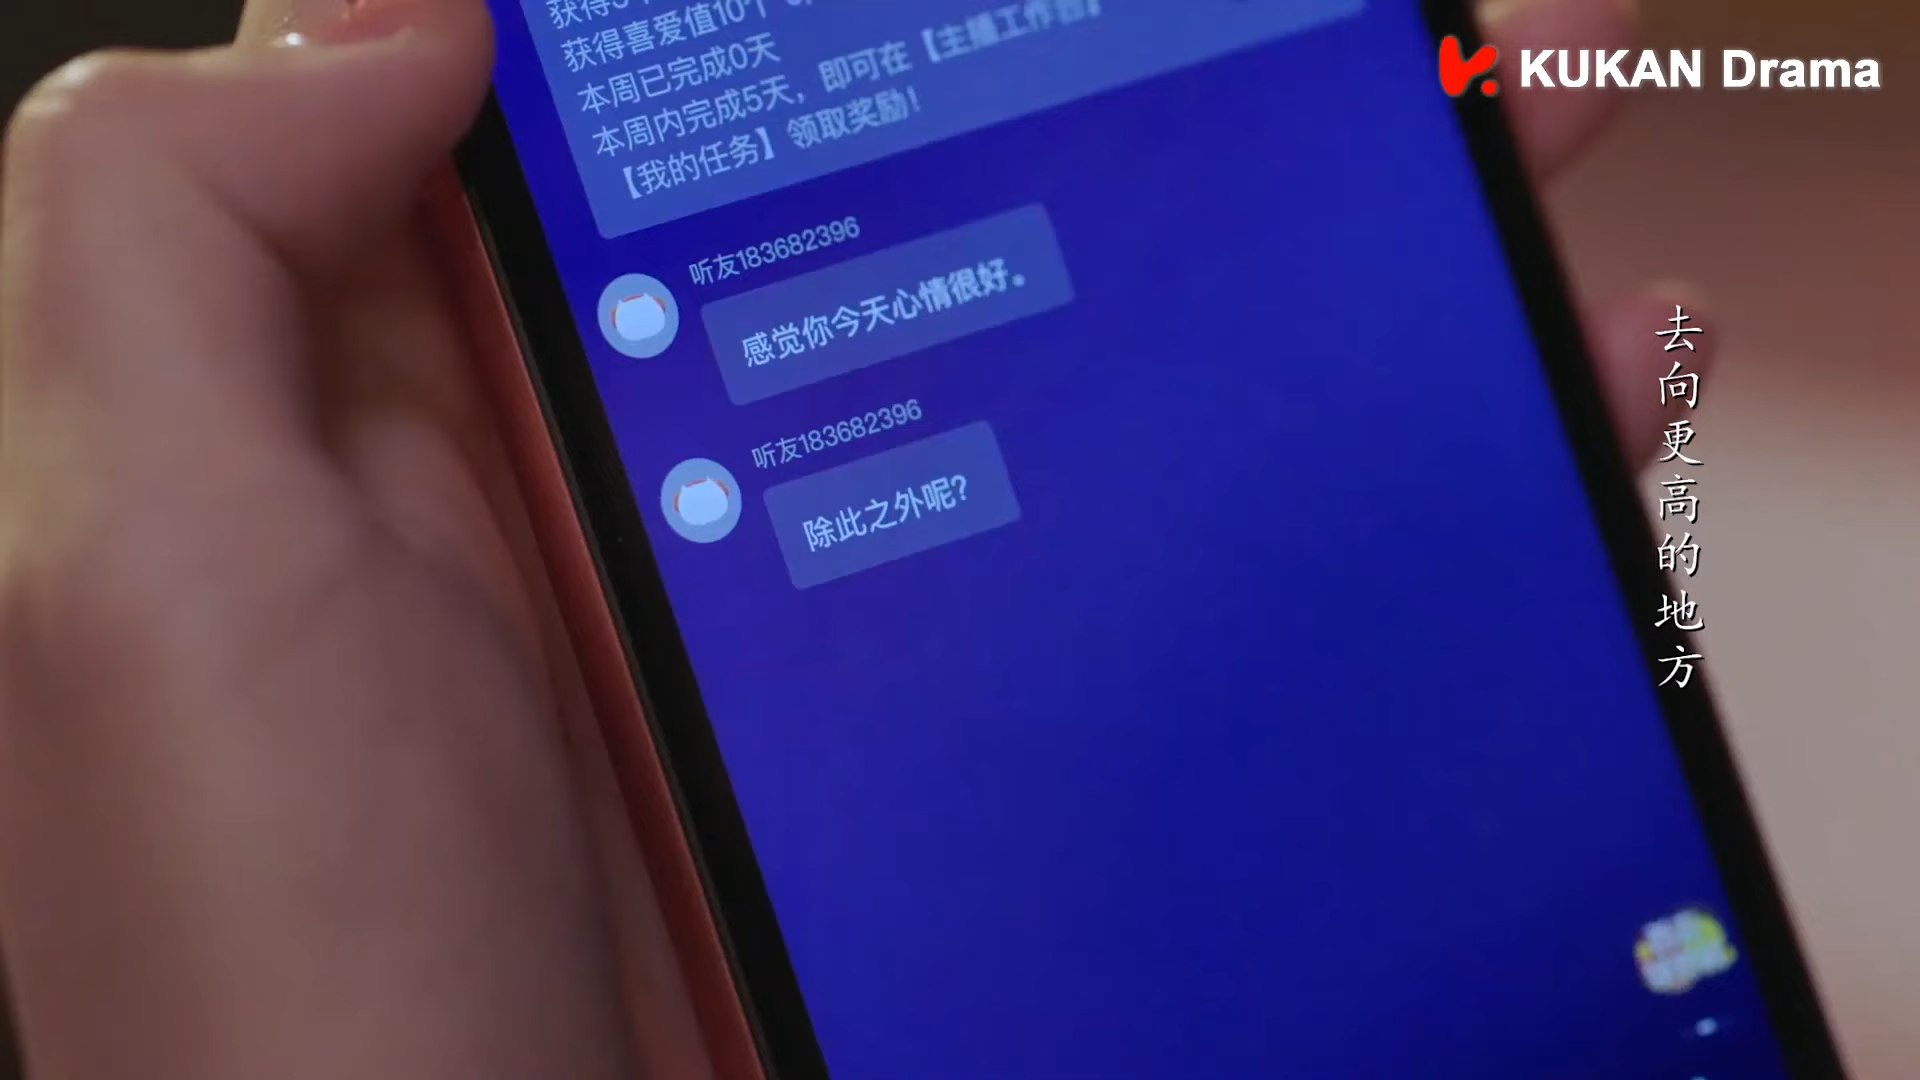 获得喜爱值10个
本周已完成0天
本周内完成5天，即可在【主播工作台】
【我的任务】领取奖励！
听友183682396
感觉你今天心情很好。
听友183682396
除此之外呢？
KUKAN Drama
去向更高的地方